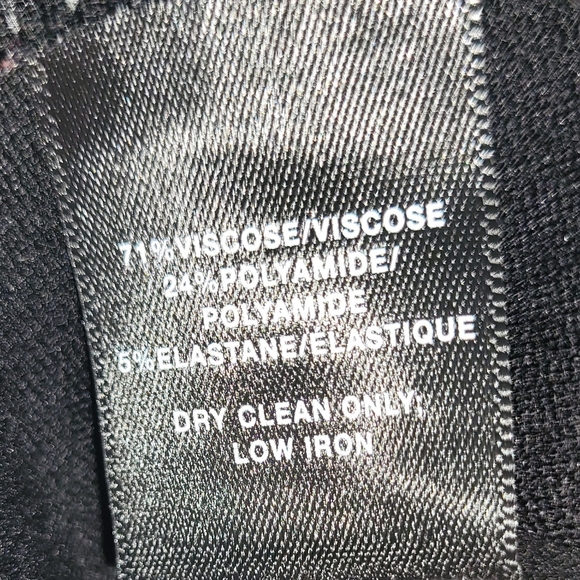 71%VISCOSE/VISCOSE
24%POLYAMIDE/
POLYAMIDE
5%ELASTANE/ELASTIQUE
DRY CLEAN ONLY;
LOW IRON